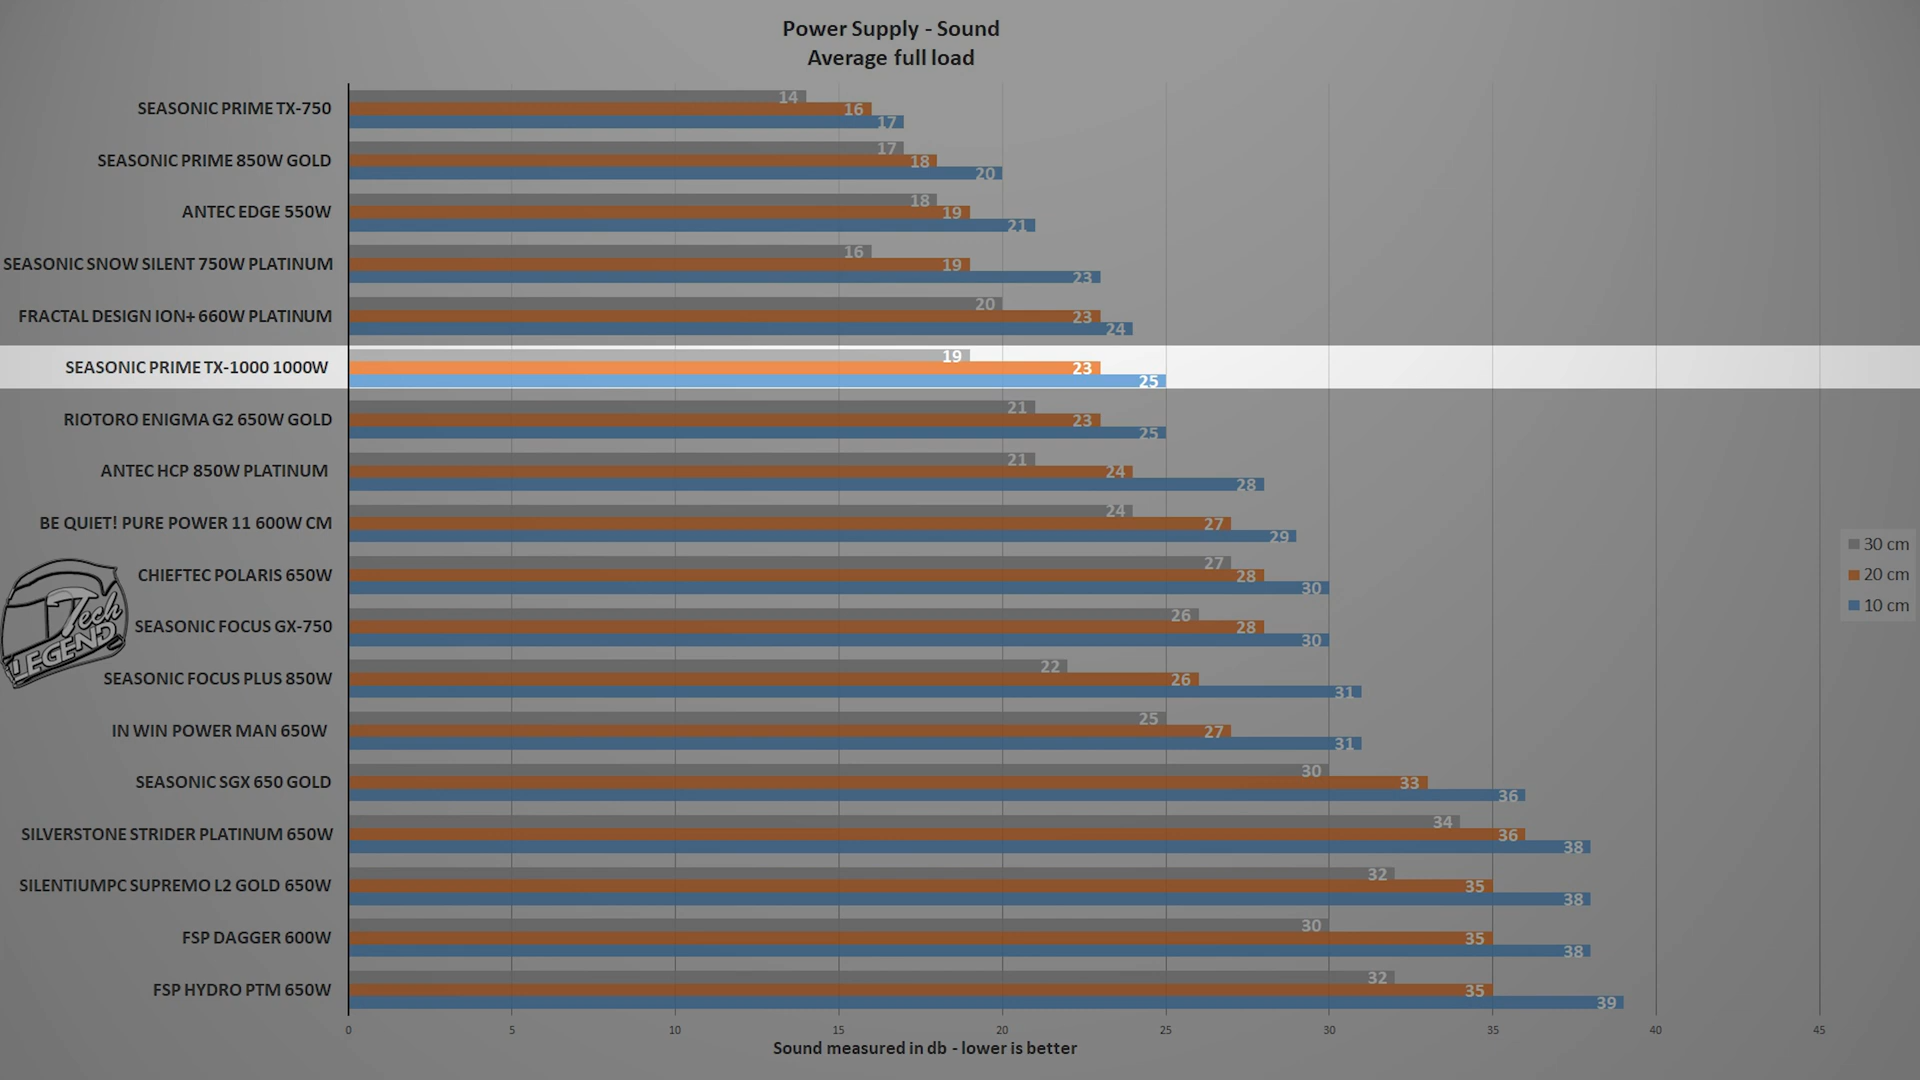 Power Supply - Sound
Average full load
SEASONIC PRIME TX-750
14
16
17
SEASONIC PRIME 850W GOLD
17
18
20
ANTEC EDGE 550W
18
19
21
SEASONIC SNOW SILENT 750W PLATINUM
16
19
23
FRACTAL DESIGN ION+ 660W PLATINUM
20
23
24
SEASONIC PRIME TX-1000 1000W
19
23
25
RIOTORO ENIGMA G2 650W GOLD
21
23
25
ANTEC HCP 850W PLATINUM
21
24
28
BE QUIET! PURE POWER 11 600W CM
24
27
29
CHIEFTEC POLARIS 650W
27
28
30
SEASONIC FOCUS GX-750
26
28
30
SEASONIC FOCUS PLUS 850W
22
26
31
IN WIN POWER MAN 650W
25
27
31
SEASONIC SGX 650 GOLD
30
33
36
SILVERSTONE STRIDER PLATINUM 650W
34
36
38
SILENTIUMPC SUPREMO L2 GOLD 650W
32
35
38
FSP DAGGER 600W
30
35
38
FSP HYDRO PTM 650W
32
35
39
0 5 10 15 20 25 30 35 40 45
Sound measured in db - lower is better
30 cm
20 cm
10 cm
Tech
LEGEND